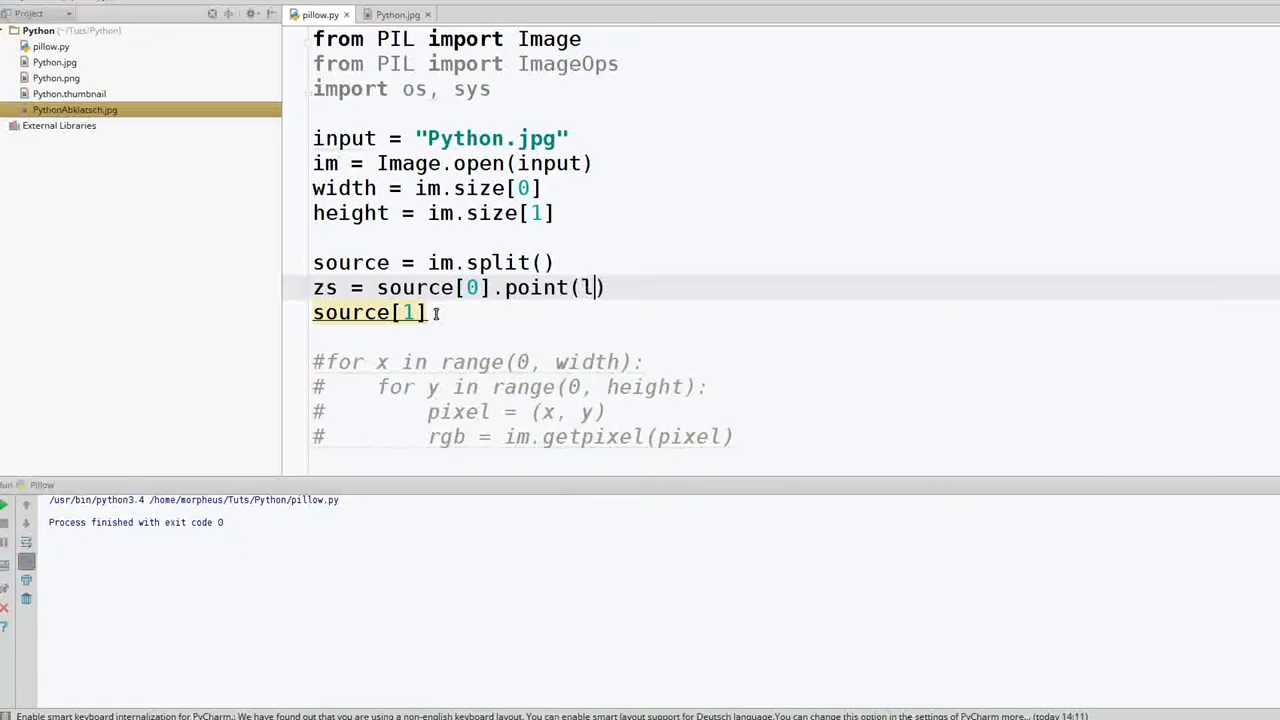 Project
pillow.py
Python.jpg
Python (~/Tuts/Python)
pillow.py
Python.jpg
Python.png
Python.thumbnail
PythonAbklatsch.jpg
External Libraries
from PIL import Image
from PIL import ImageOps
import os, sys
input = "Python.jpg"
im = Image.open(input)
width = im.size[0]
height = im.size[1]
source = im.split()
zs = source[0].point(l)
source[1]
#for x in range(0, width):
#    for y in range(0, height):
#        pixel = (x, y)
#        rgb = im.getpixel(pixel)
Run Pillow
/usr/bin/python3.4 /home/morpheus/Tuts/Python/pillow.py
Process finished with exit code 0
Enable smart keyboard internalization for PyCharm.: We have found out that you are using a non-english keyboard layout. You can enable smart layout support for Deutsch language.You can change this option in the settings of PyCharm more... (today 14:11)